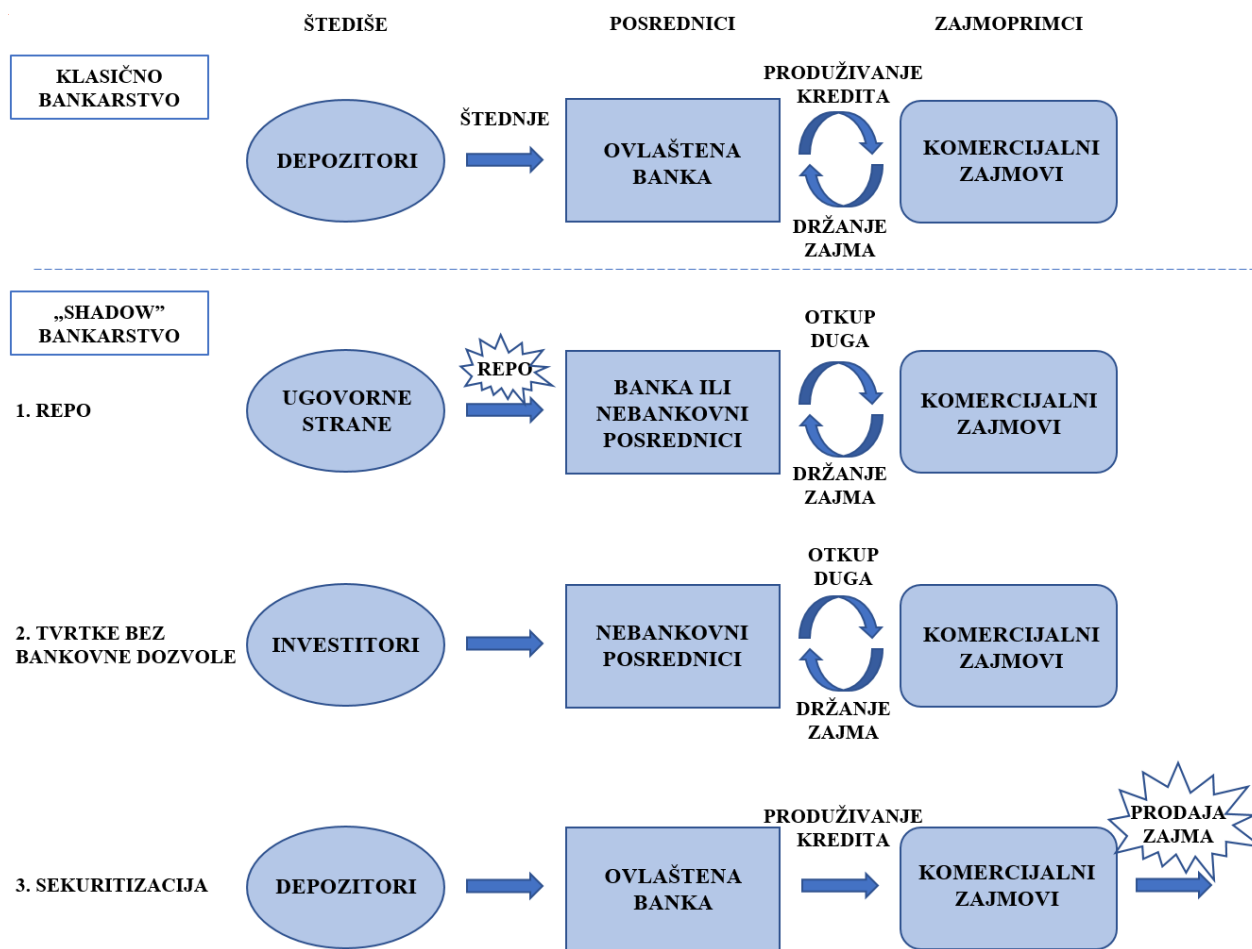 ŠTEDIŠE
POSREDNICI
ZAJMOPRIMCI
KLASIČNO
BANKARSTVO
DEPOZITORI
ŠTEDNJE
OVLAŠTENA
BANKA
PRODUŽIVANJE
KREDITA
DRŽANJE
ZAJMA
KOMERCIJALNI
ZAJMOVI
„SHADOW”
BANKARSTVO
1. REPO
UGOVORNE
STRANE
REPO
BANKA ILI
NEBANKOVNI
POSREDNICI
OTKUP
DUGA
DRŽANJE
ZAJMA
KOMERCIJALNI
ZAJMOVI
2. TVRTKE BEZ
BANKOVNE DOZVOLE
INVESTITORI
NEBANKOVNI
POSREDNICI
OTKUP
DUGA
DRŽANJE
ZAJMA
KOMERCIJALNI
ZAJMOVI
3. SEKURITIZACIJA
DEPOZITORI
OVLAŠTENA
BANKA
PRODUŽIVANJE
KREDITA
KOMERCIJALNI
ZAJMOVI
PRODAJA
ZAJMA